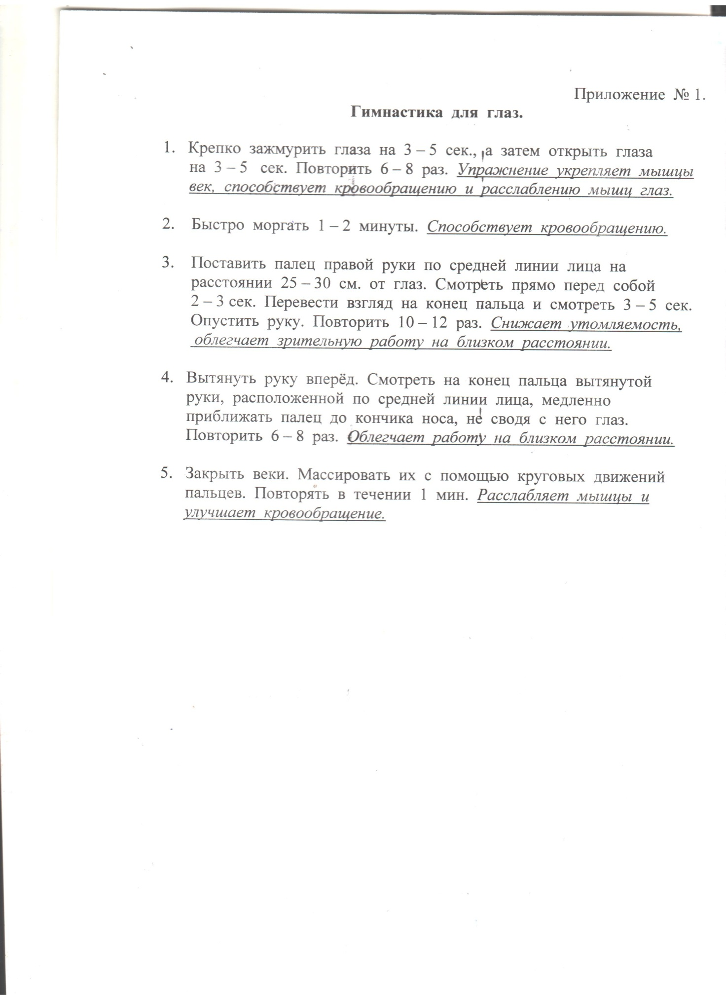 Приложение № 1.
Гимнастика для глаз.
1. Крепко зажмурить глаза на 3 – 5 сек., а затем открыть глаза
на 3 – 5 сек. Повторить 6 – 8 раз. Упражнение укрепляет мышцы
век, способствует кровообращению и расслаблению мышц глаз.
2. Быстро моргать 1 – 2 минуты. Способствует кровообращению.
3. Поставить палец правой руки по средней линии лица на
расстоянии 25 – 30 см. от глаз. Смотреть прямо перед собой
2 – 3 сек. Перевести взгляд на конец пальца и смотреть 3 – 5 сек.
Опустить руку. Повторить 10 – 12 раз. Снижает утомляемость,
облегчает зрительную работу на близком расстоянии.
4. Вытянуть руку вперёд. Смотреть на конец пальца вытянутой
руки, расположенной по средней линии лица, медленно
приближать палец до кончика носа, не сводя с него глаз.
Повторить 6 – 8 раз. Облегчает работу на близком расстоянии.
5. Закрыть веки. Массировать их с помощью круговых движений
пальцев. Повторять в течении 1 мин. Расслабляет мышцы и
улучшает кровообращение.